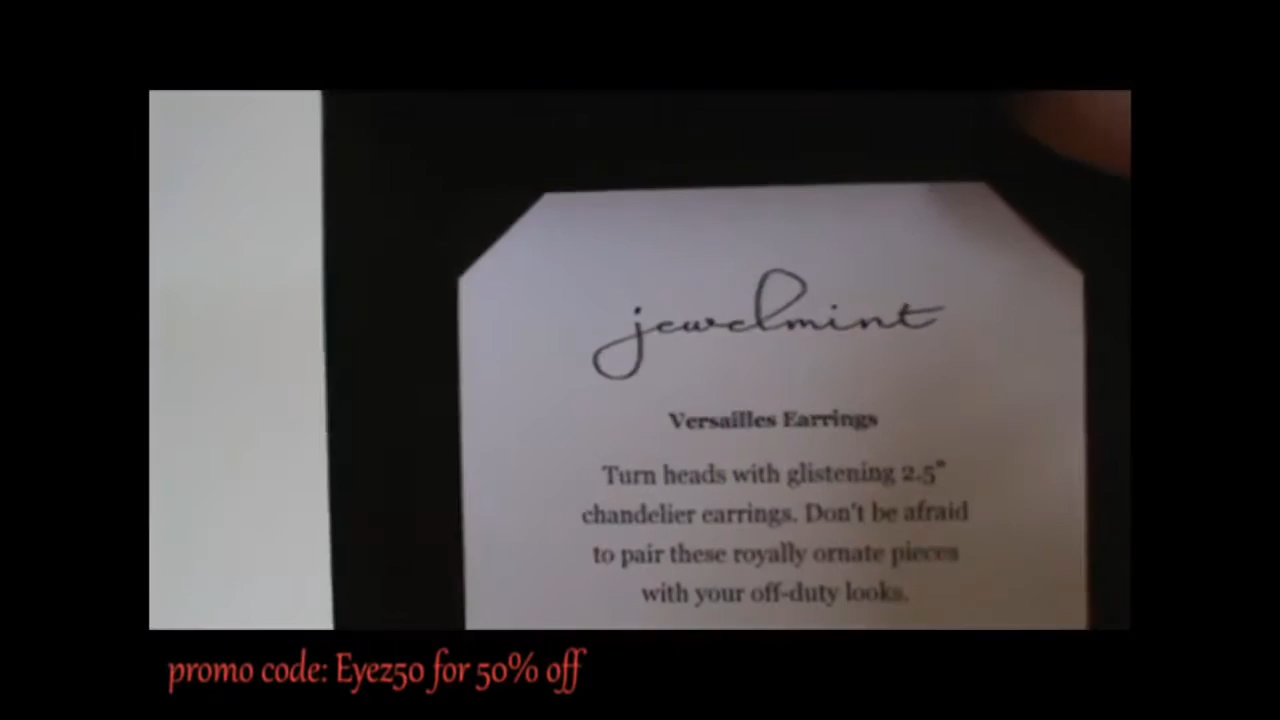 jewelmint
Versailles Earrings
Turn heads with glistening 2.5"
chandelier earrings. Don't be afraid
to pair these royally ornate pieces
with your off-duty looks.
promo code: Eyez50 for 50% off